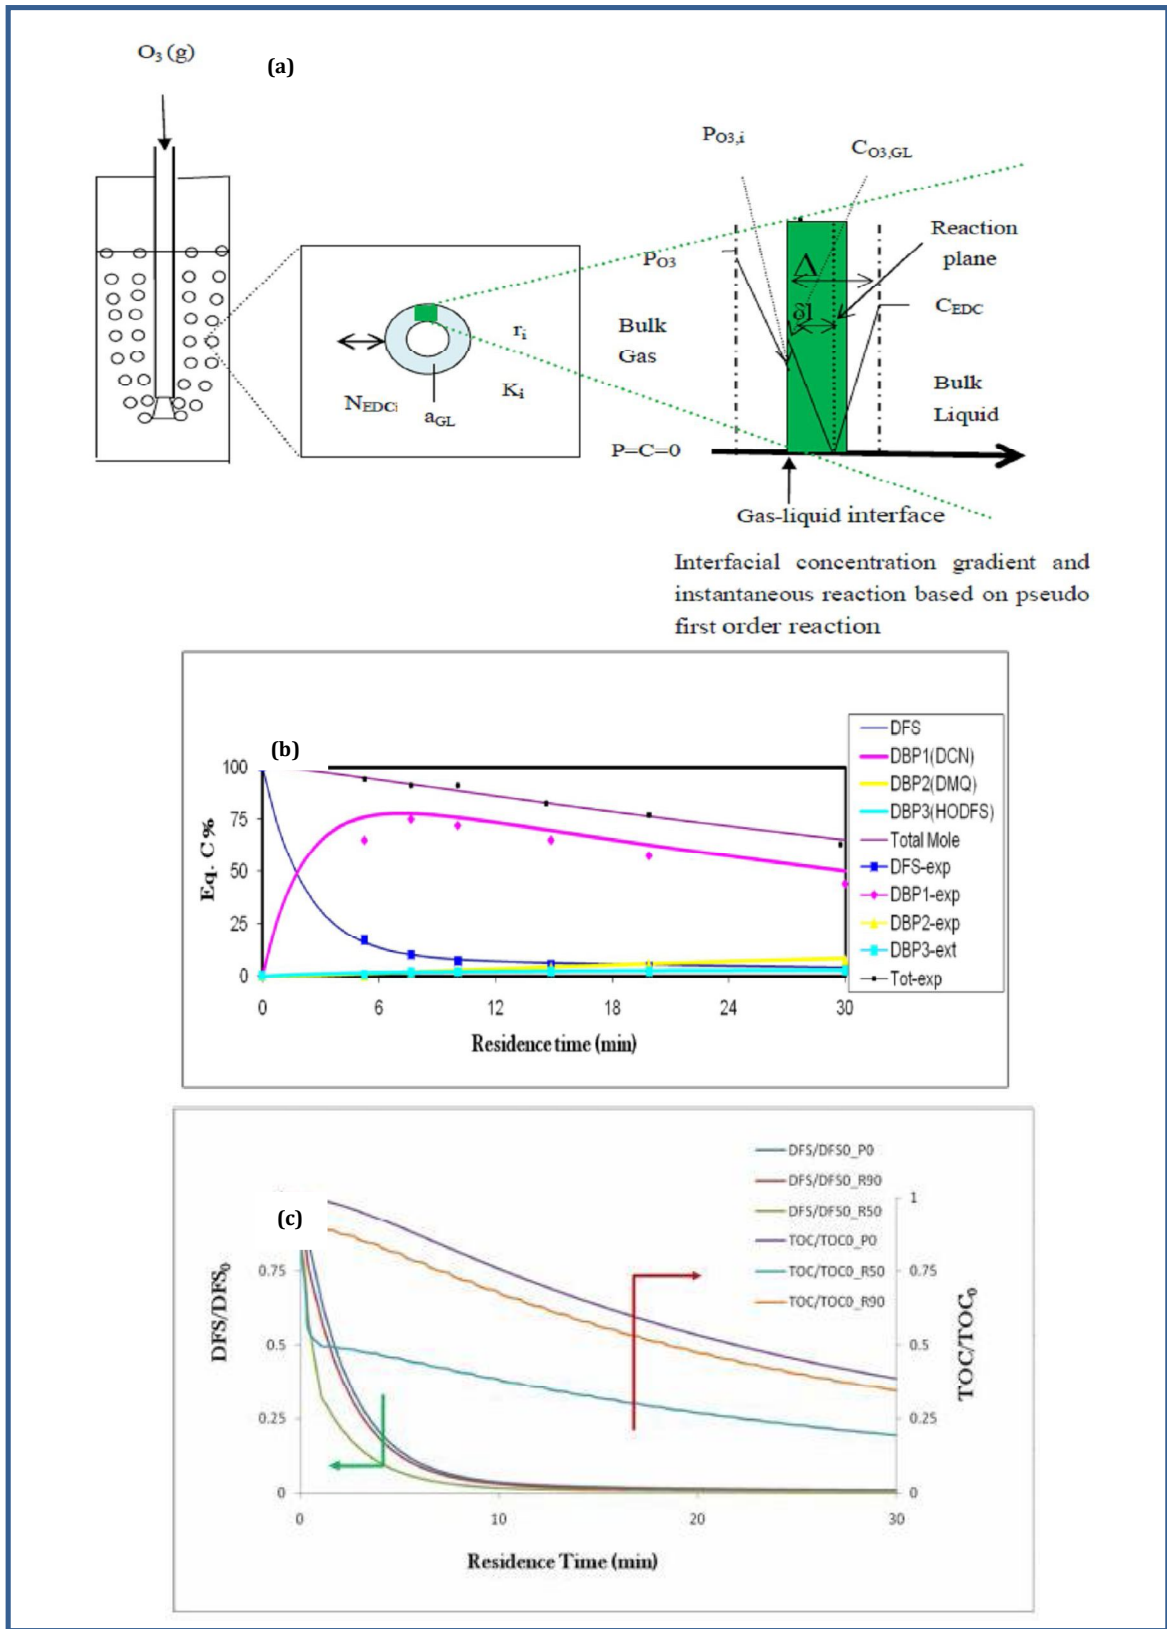 O3 (g)
(a)
PO3,i
CO3,GL
Reaction
plane
PO3
Δ
CEDC
δl
Bulk
Gas
ri
Ki
NEDCi
aGL
Bulk
Liquid
P=C=0
Gas-liquid interface
Interfacial concentration gradient and
instantaneous reaction based on pseudo
first order reaction
(b)
Eq. C %
100
75
50
25
0
0 6 12 18 24 30
Residence time (min)
DFS
DBP1(DCN)
DBP2(DMQ)
DBP3(HODFS)
Total Mole
DFS-exp
DBP1-exp
DBP2-exp
DBP3-ext
Tot-exp
(c)
DFS/DFS0
0.75
0.5
0.25
0
DFS/DFS0_P0
DFS/DFS0_R90
DFS/DFS0_R50
TOC/TOC0_P0
TOC/TOC0_R50
TOC/TOC0_R90
1
0.75
0.5
0.25
0
TOC/TOC0
0 10 20 30
Residence Time (min)